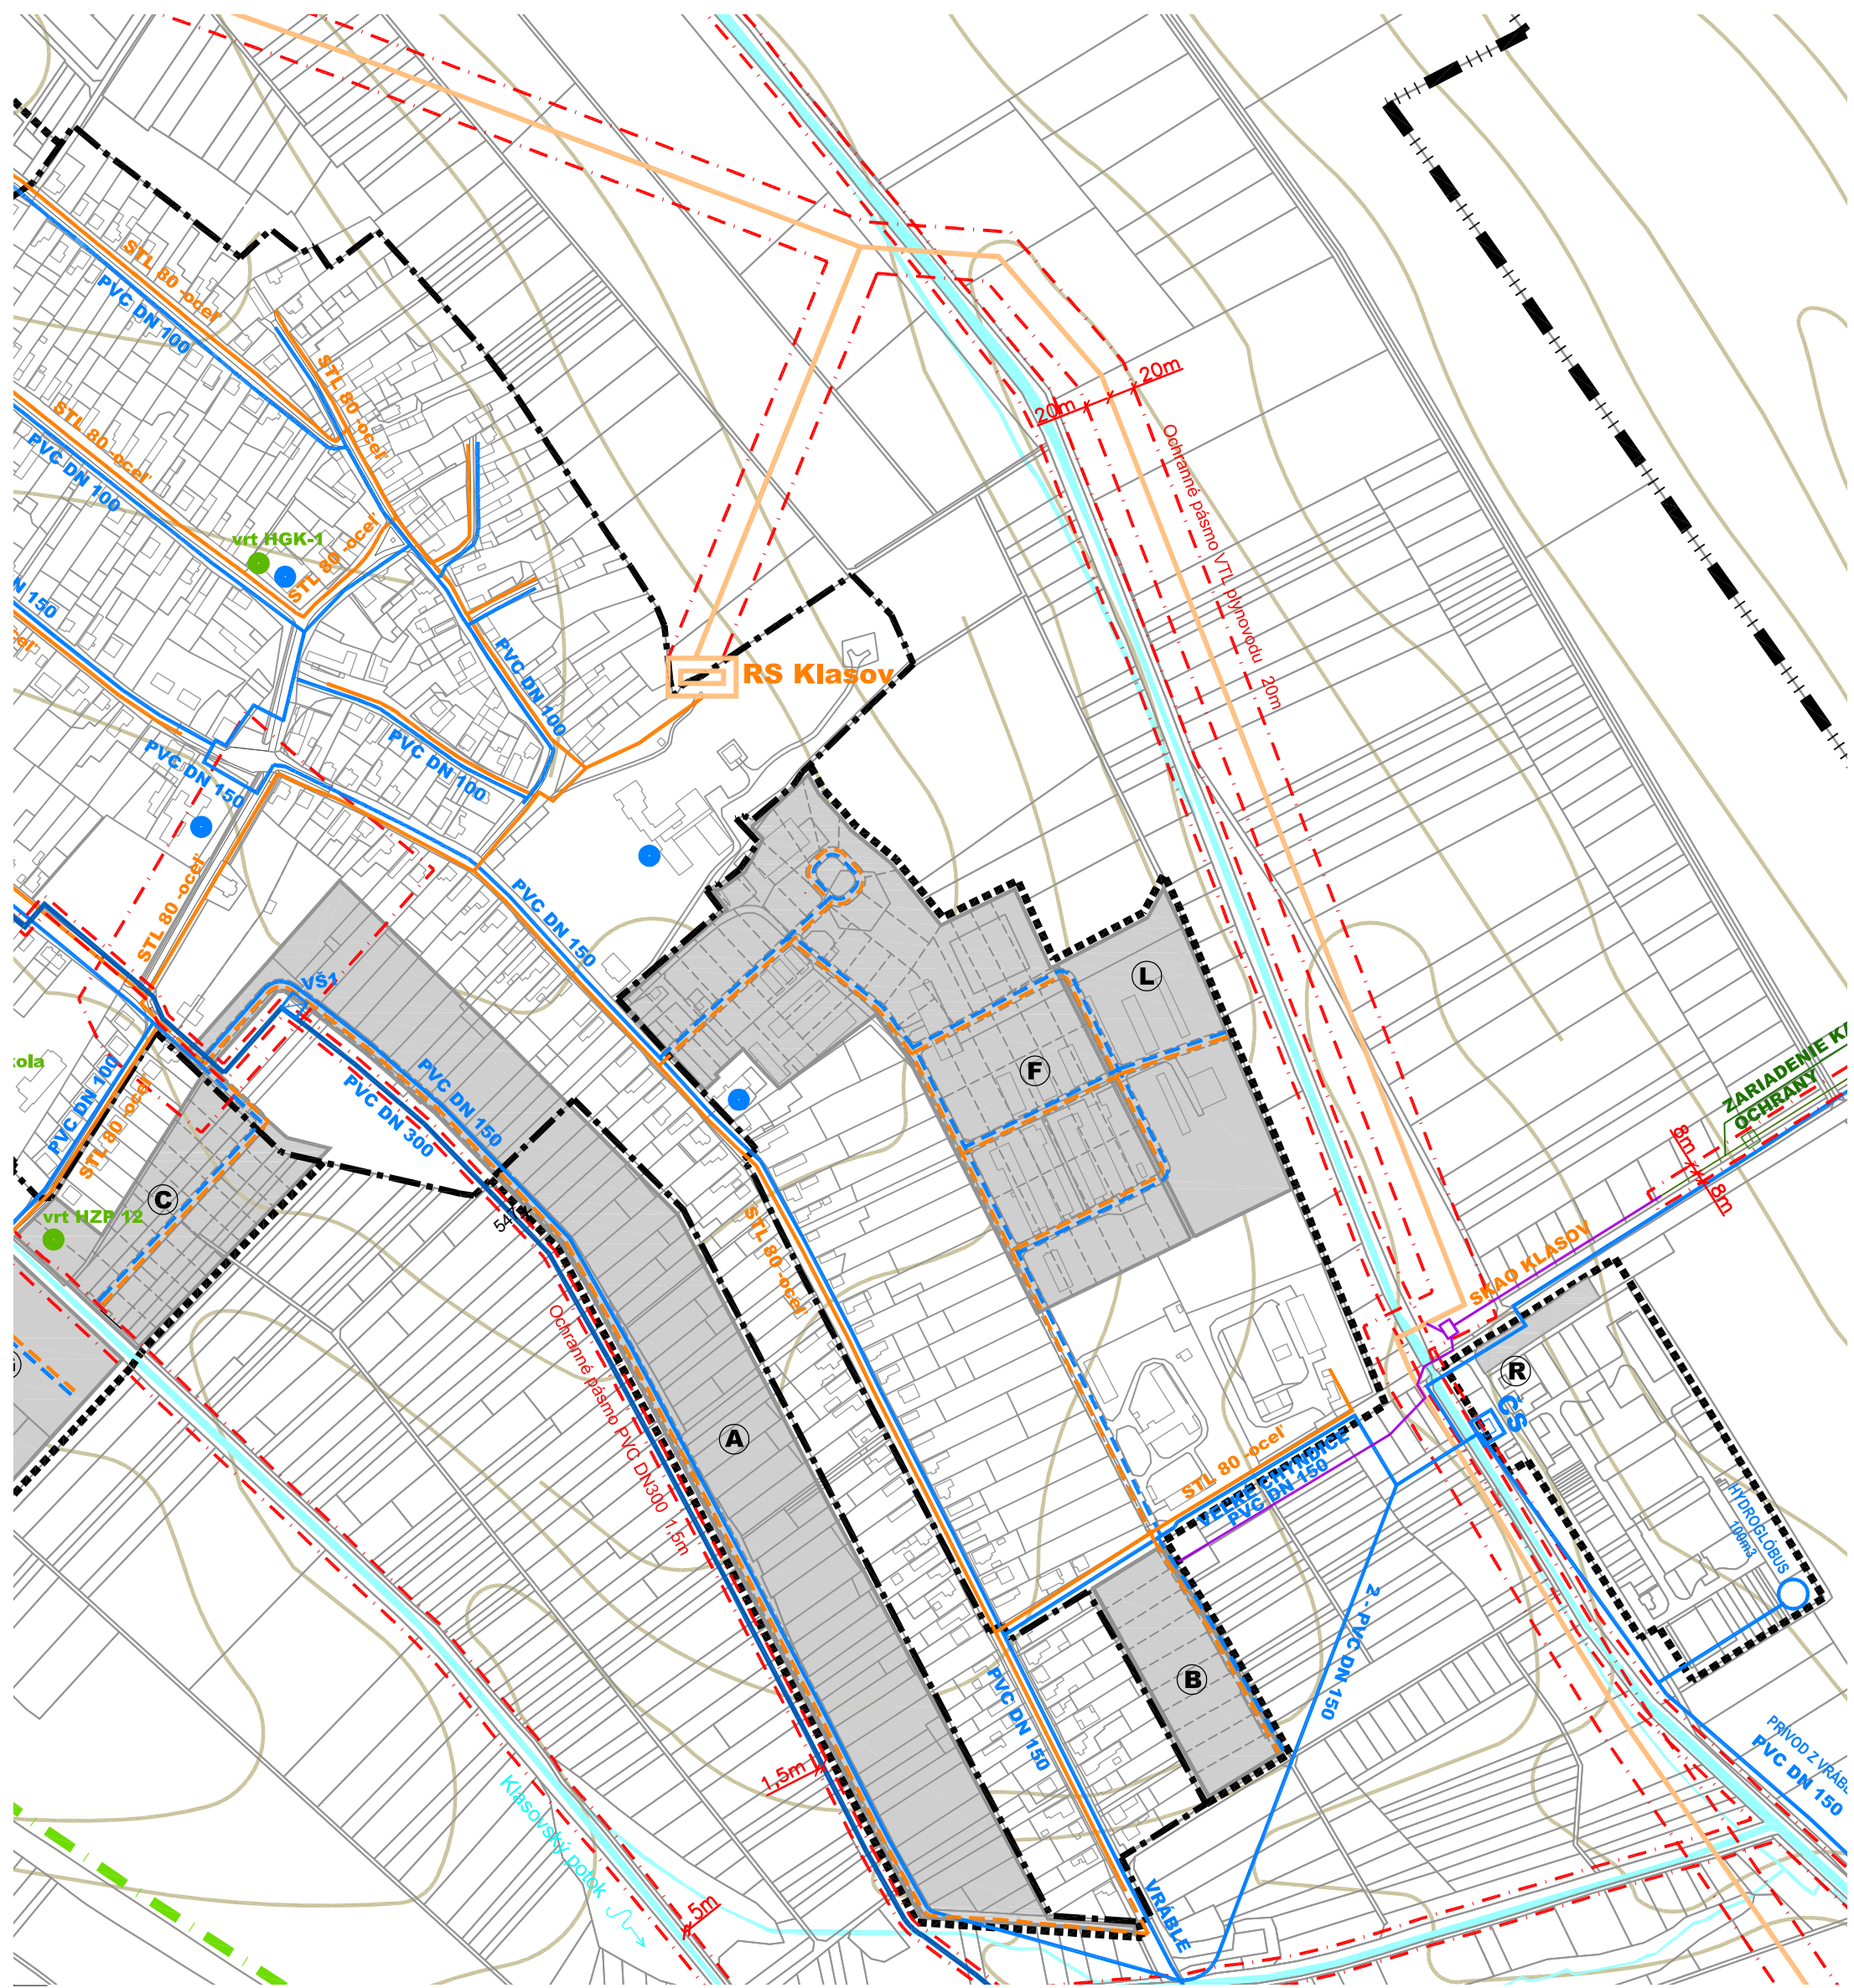 STL 80 -oceľ
PVC DN 100
STL 80 -oceľ
20m
20m
STL 80 -oceľ
PVC DN 100
Ochranné pásmo VTL plynovodu 20m
vrt HGK-1
STL 80 -oceľ
N 150
PVC DN 100
RS Klasov
PVC DN 100
PVC DN 150
STL 80 -oceľ
PVC DN 150
VŠ1
L
F
PVC DN 150
PVC DN 300
PVC DN 100
STL 80 -oceľ
kola
ZARIADENIE
OCHRANY
8m
8m
C
vrt HZP 12
STL 80 -oceľ
SKAO KLASOV
R
ČS
Ochranné pásmo PVC DN300 1,5m
A
STL 80 -oceľ
VEĽKÉ CHYNDICE
PVC DN 150
HYDROGLÓBUS
100m3
2 - PVC DN 150
B
PVC DN 150
PRÍVOD Z VRÁBE
PVC DN 150
1,5m
Klasovský potok
5m
VRÁBLE